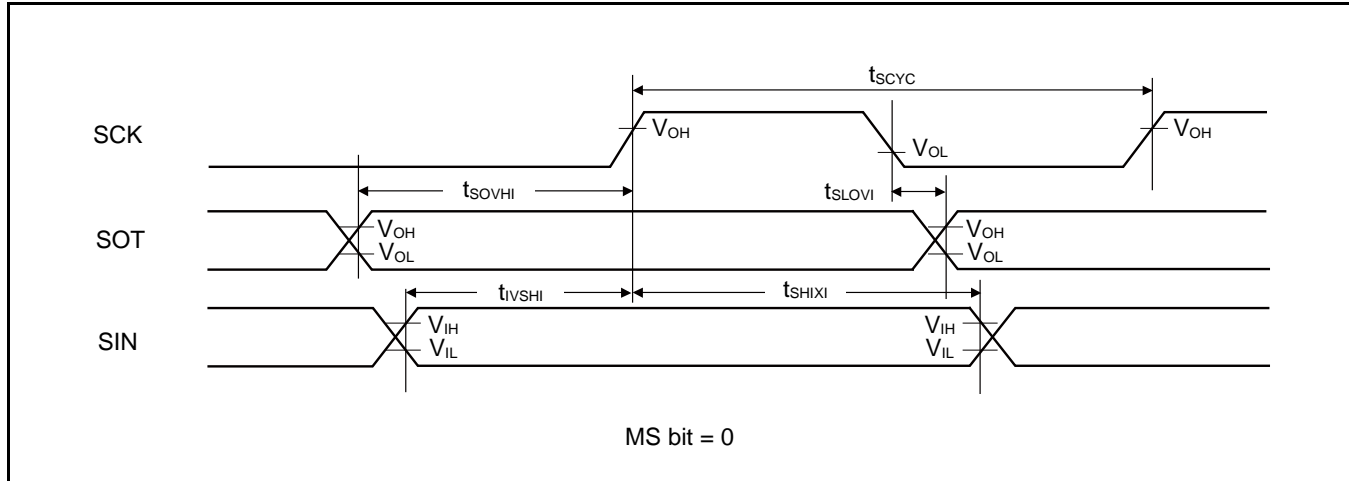 tSCYC
SCK
VOH
VOL
VOH
tSOVHI
tSLOVI
SOT
VOH
VOL
VOH
VOL
tIVSHI
tSHIXI
SIN
VIH
VIL
VIH
VIL
MS bit = 0